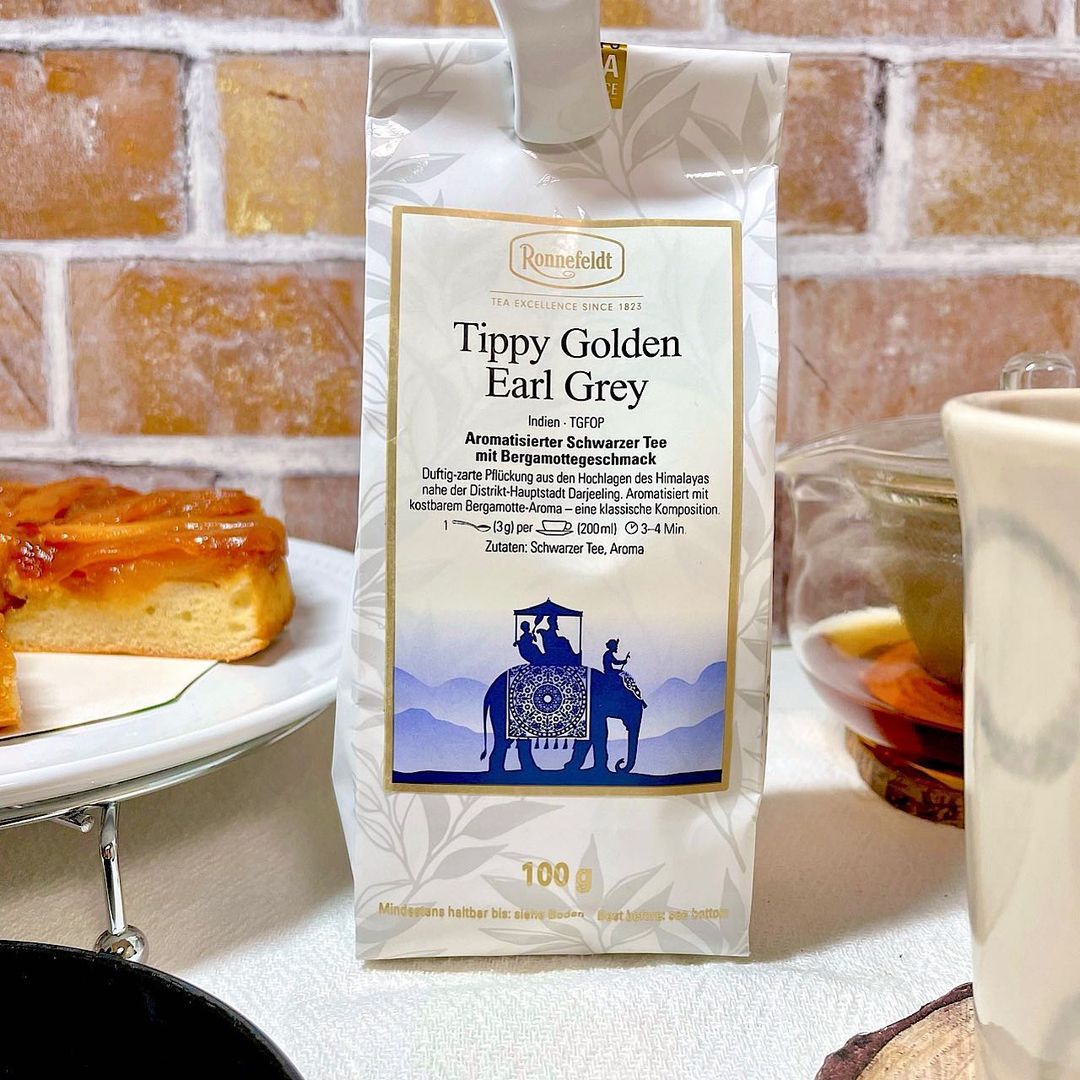 A
CE
Ronnefeldt
TEA EXCELLENCE SINCE 1823
Tippy Golden
Earl Grey
Indien · TGFOP
Aromatisierter Schwarzer Tee
mit Bergamottegeschmack
Duftig-zarte Pflückung aus den Hochlagen des Himalayas
nahe der Distrikt-Hauptstadt Darjeeling. Aromatisiert mit
kostbarem Bergamotte-Aroma – eine klassische Komposition.
1 (3g) per (200ml) 3–4 Min.
Zutaten: Schwarzer Tee, Aroma
100 g
Mindestens haltbar bis: siehe Boden Best before: see bottom